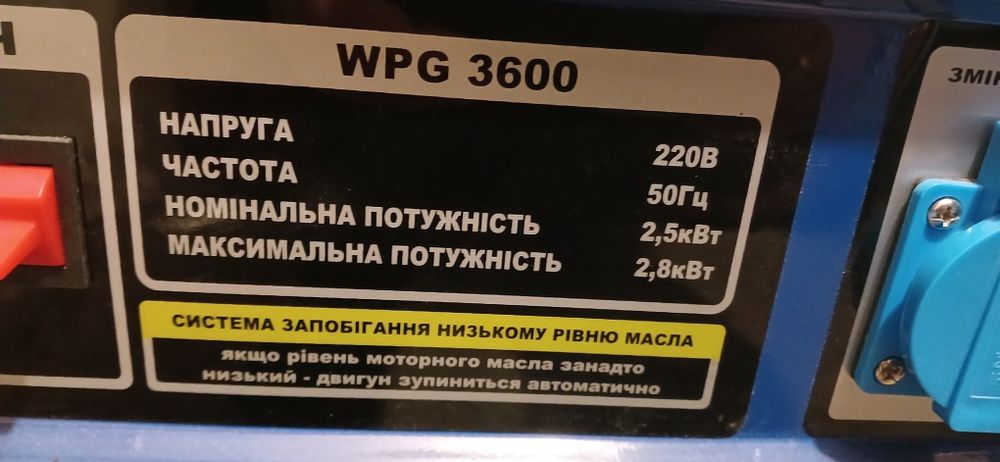 WPG 3600
НАПРУГА 220В
ЧАСТОТА 50Гц
НОМІНАЛЬНА ПОТУЖНІСТЬ 2,5кВт
МАКСИМАЛЬНА ПОТУЖНІСТЬ 2,8кВт
СИСТЕМА ЗАПОБІГАННЯ НИЗЬКОМУ РІВНЮ МАСЛА
якщо рівень моторного масла занадто
низький - двигун зупиниться автоматично